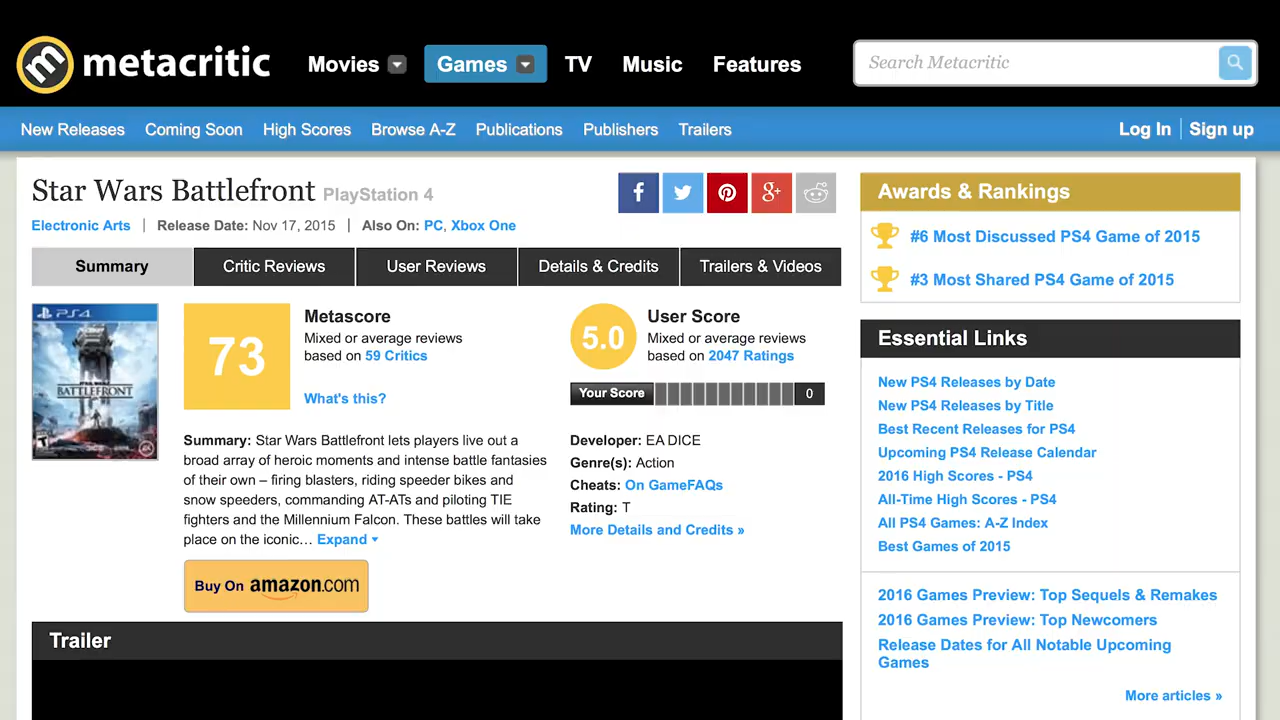 metacritic
Movies Games TV Music Features
Search Metacritic
New Releases Coming Soon High Scores Browse A-Z Publications Publishers Trailers
Log In | Sign up
Star Wars Battlefront PlayStation 4
Electronic Arts | Release Date: Nov 17, 2015 | Also On: PC, Xbox One
Summary Critic Reviews User Reviews Details & Credits Trailers & Videos
PS4
STAR WARS
BATTLEFRONT
T
EA
73
Metascore
Mixed or average reviews
based on 59 Critics
What's this?
5.0
User Score
Mixed or average reviews
based on 2047 Ratings
Your Score 0
Summary: Star Wars Battlefront lets players live out a
broad array of heroic moments and intense battle fantasies
of their own – firing blasters, riding speeder bikes and
snow speeders, commanding AT-ATs and piloting TIE
fighters and the Millennium Falcon. These battles will take
place on the iconic… Expand
Buy On amazon.com
Developer: EA DICE
Genre(s): Action
Cheats: On GameFAQs
Rating: T
More Details and Credits »
Trailer
Awards & Rankings
#6 Most Discussed PS4 Game of 2015
#3 Most Shared PS4 Game of 2015
Essential Links
New PS4 Releases by Date
New PS4 Releases by Title
Best Recent Releases for PS4
Upcoming PS4 Release Calendar
2016 High Scores - PS4
All-Time High Scores - PS4
All PS4 Games: A-Z Index
Best Games of 2015
2016 Games Preview: Top Sequels & Remakes
2016 Games Preview: Top Newcomers
Release Dates for All Notable Upcoming
Games
More articles »